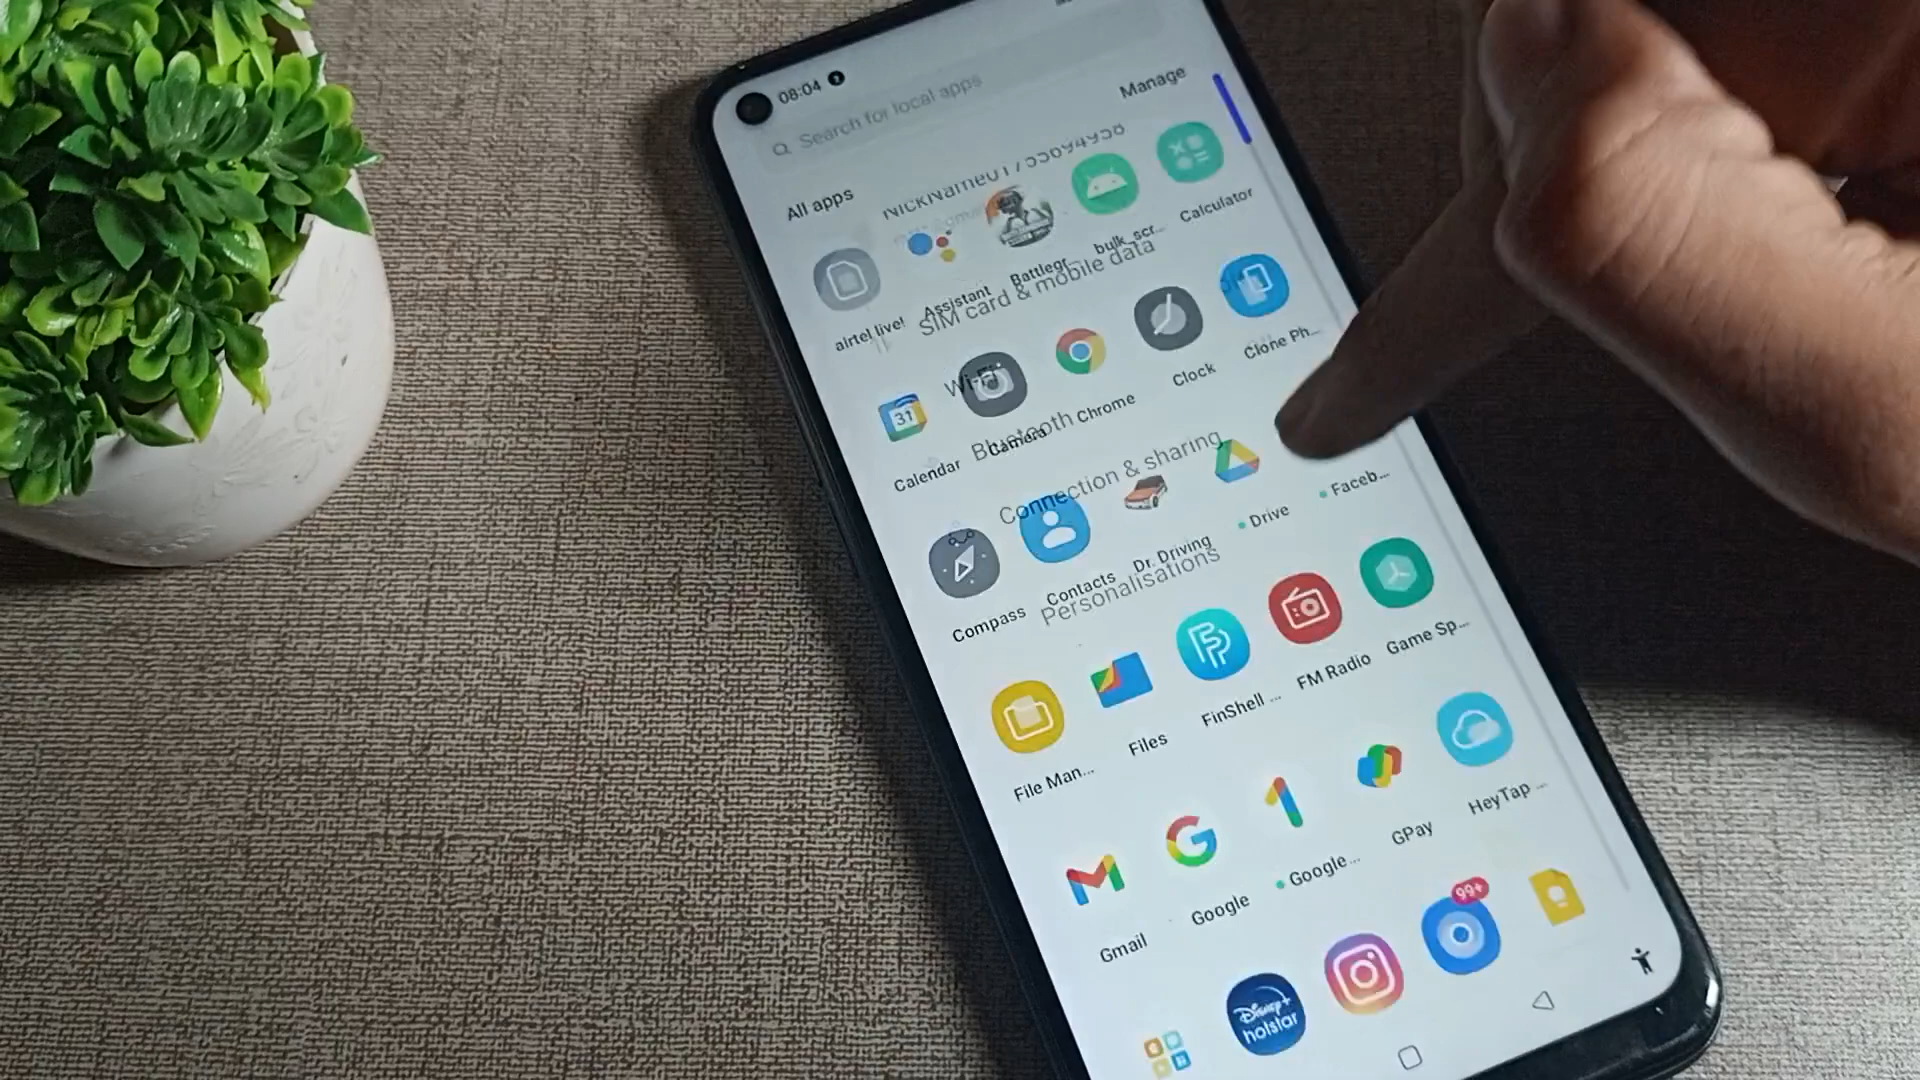 08:04
Search for local apps
Manage
All apps
airtel live!
Assistant
Battlegr...
bulk_scr...
Calculator
SIM card & mobile data
31
Calendar
Wi-Fi
Camera
Chrome
Clock
Clone Ph...
Bluetooth
Connection & sharing
Compass
Contacts
Dr. Driving
Drive
Faceb...
Personalisations
File Man...
Files
FinShell ...
FM Radio
Game Sp...
Gmail
Google
Google...
GPay
HeyTap ...
Disney+
hotstar
99+